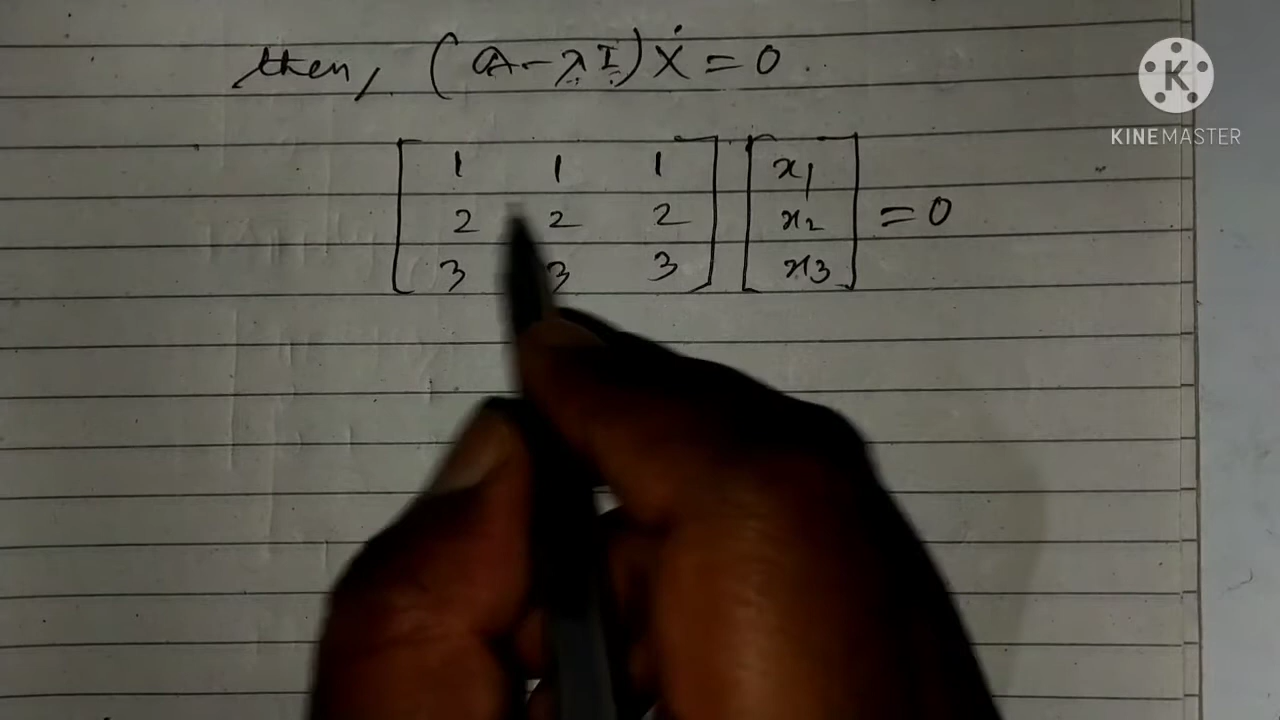 then, (A-λI)X=0.
[1 1 1] [x1]
[2 2 2] [x2] = 0
[3 3 3] [x3]
K
KINEMASTER